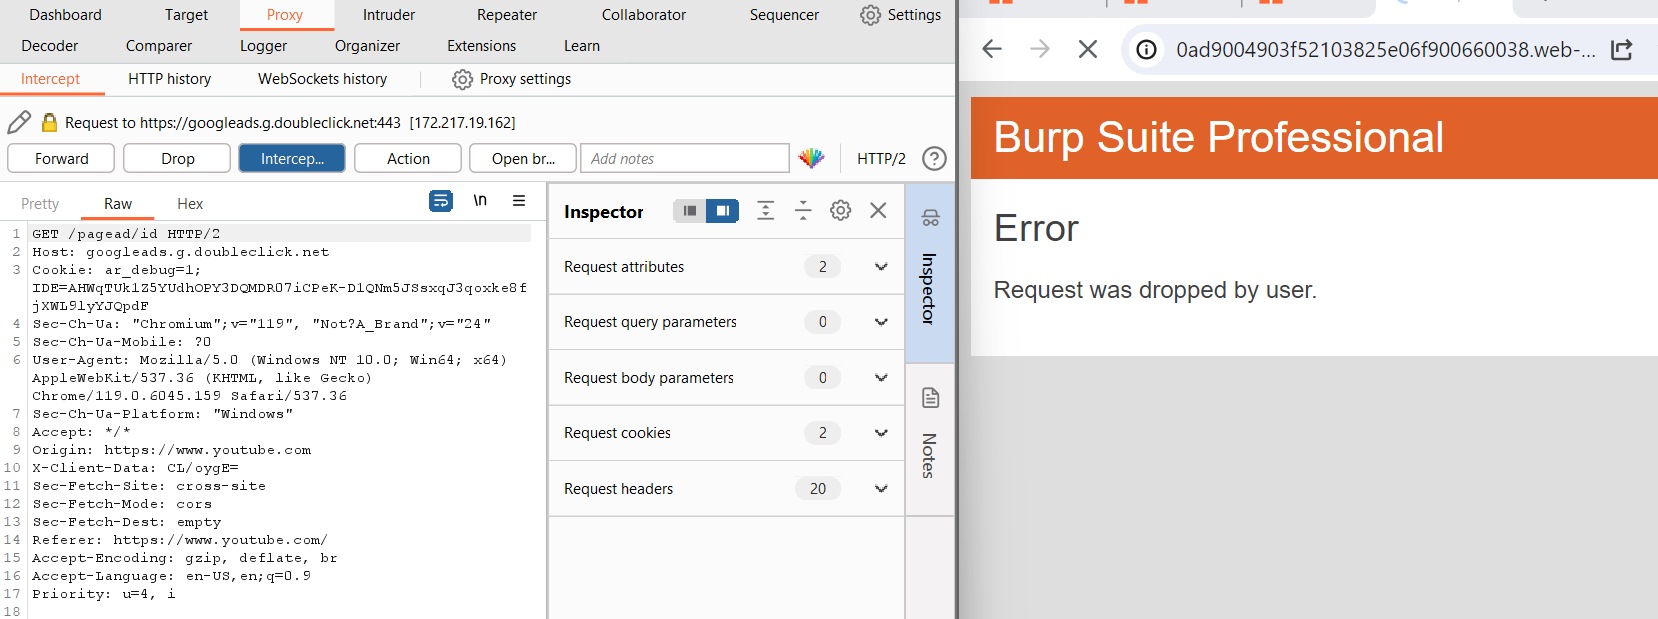 Dashboard Target Proxy Intruder Repeater Collaborator Sequencer Settings
Decoder Comparer Logger Organizer Extensions Learn
Intercept HTTP history WebSockets history Proxy settings
Request to https://googleads.g.doubleclick.net:443 [172.217.19.162]
Forward Drop Intercep... Action Open br... Add notes HTTP/2 ?
Pretty Raw Hex \n
1 GET /pagead/id HTTP/2
2 Host: googleads.g.doubleclick.net
3 Cookie: ar_debug=1;
IDE=AHWqTUk1Z5YUdhOPY3DQMDR07iCPeK-D1QNm5JSsxqJ3qoxke8f
jXWL9lyYJQpdF
4 Sec-Ch-Ua: "Chromium";v="119", "Not?A_Brand";v="24"
5 Sec-Ch-Ua-Mobile: ?0
6 User-Agent: Mozilla/5.0 (Windows NT 10.0; Win64; x64)
AppleWebKit/537.36 (KHTML, like Gecko)
Chrome/119.0.6045.159 Safari/537.36
7 Sec-Ch-Ua-Platform: "Windows"
8 Accept: */*
9 Origin: https://www.youtube.com
10 X-Client-Data: CL/oygE=
11 Sec-Fetch-Site: cross-site
12 Sec-Fetch-Mode: cors
13 Sec-Fetch-Dest: empty
14 Referer: https://www.youtube.com/
15 Accept-Encoding: gzip, deflate, br
16 Accept-Language: en-US,en;q=0.9
17 Priority: u=4, i
18
Inspector
Request attributes 2
Request query parameters 0
Request body parameters 0
Request cookies 2
Request headers 20
Inspector
Notes
0ad9004903f52103825e06f900660038.web-...
Burp Suite Professional
Error
Request was dropped by user.